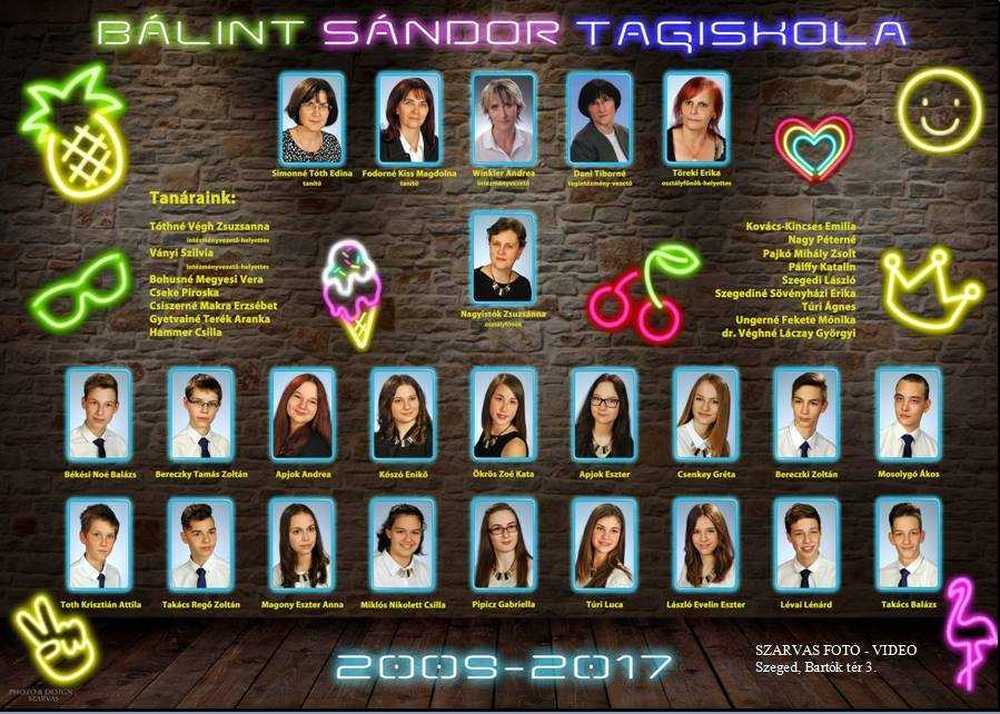 BÁLINT SÁNDOR TAGISKOLA
Simonné Tóth Edina
tanító
Fodorné Kiss Magdolna
tanító
Winkler Andrea
intézményvezető
Dani Tiborné
tagintézmény-vezető
Töreki Erika
osztályfőnök-helyettes
Tanáraink:
Tóthné Végh Zsuzsanna
intézményvezető-helyettes
Ványi Szilvia
intézményvezető-helyettes
Bohusné Megyesi Vera
Cseke Piroska
Csiszerné Makra Erzsébet
Gyetvainé Terék Aranka
Hammer Csilla
Nagyistók Zsuzsánna
osztályfőnök
Kovács-Kincses Emilia
Nagy Péterné
Pajkó Mihály Zsolt
Pálffy Katalin
Szegedi László
Szegediné Sövényházi Erika
Túri Ágnes
Ungerné Fekete Mónika
dr. Véghné Láczay Györgyi
Békési Noé Balázs
Bereczky Tamás Zoltán
Apjok Andrea
Kószó Enikő
Ökrös Zoé Kata
Apjok Eszter
Csenkey Gréta
Bereczki Zoltán
Mosolygó Ákos
Toth Krisztián Attila
Takács Regő Zoltán
Magony Eszter Anna
Miklós Nikolett Csilla
Pipicz Gabriella
Túri Luca
László Evelin Eszter
Lévai Lénárd
Takács Balázs
2009-2017
SZARVAS FOTÓ - VIDEO
Szeged, Bartók tér 3.
PHOTO & DESIGN
SZARVAS